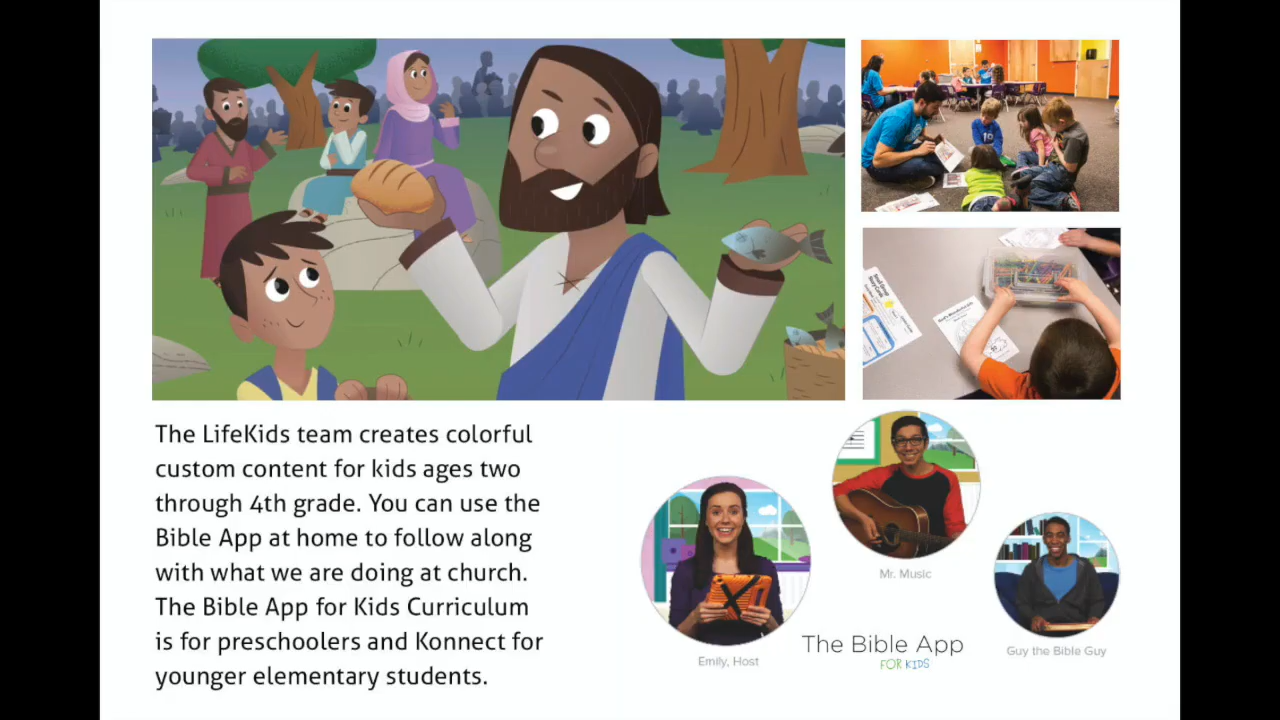 The LifeKids team creates colorful
custom content for kids ages two
through 4th grade. You can use the
Bible App at home to follow along
with what we are doing at church.
The Bible App for Kids Curriculum
is for preschoolers and Konnect for
younger elementary students.
Mr. Music
Emily, Host
The Bible App
FOR KIDS
Guy the Bible Guy